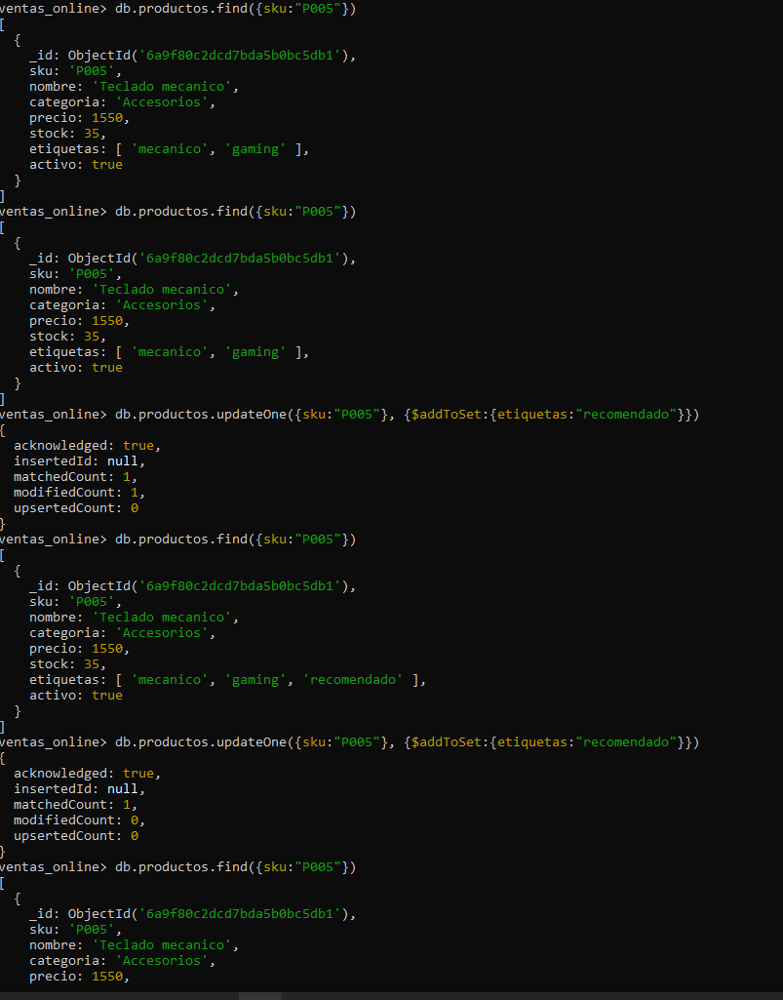 ventas_online> db.productos.find({sku:"P005"})
[
  {
    _id: ObjectId('6a9f80c2dcd7bda5b0bc5db1'),
    sku: 'P005',
    nombre: 'Teclado mecanico',
    categoria: 'Accesorios',
    precio: 1550,
    stock: 35,
    etiquetas: [ 'mecanico', 'gaming' ],
    activo: true
  }
]
ventas_online> db.productos.find({sku:"P005"})
[
  {
    _id: ObjectId('6a9f80c2dcd7bda5b0bc5db1'),
    sku: 'P005',
    nombre: 'Teclado mecanico',
    categoria: 'Accesorios',
    precio: 1550,
    stock: 35,
    etiquetas: [ 'mecanico', 'gaming' ],
    activo: true
  }
]
ventas_online> db.productos.updateOne({sku:"P005"}, {$addToSet:{etiquetas:"recomendado"}})
{
  acknowledged: true,
  insertedId: null,
  matchedCount: 1,
  modifiedCount: 1,
  upsertedCount: 0
}
ventas_online> db.productos.find({sku:"P005"})
[
  {
    _id: ObjectId('6a9f80c2dcd7bda5b0bc5db1'),
    sku: 'P005',
    nombre: 'Teclado mecanico',
    categoria: 'Accesorios',
    precio: 1550,
    stock: 35,
    etiquetas: [ 'mecanico', 'gaming', 'recomendado' ],
    activo: true
  }
]
ventas_online> db.productos.updateOne({sku:"P005"}, {$addToSet:{etiquetas:"recomendado"}})
{
  acknowledged: true,
  insertedId: null,
  matchedCount: 1,
  modifiedCount: 0,
  upsertedCount: 0
}
ventas_online> db.productos.find({sku:"P005"})
[
  {
    _id: ObjectId('6a9f80c2dcd7bda5b0bc5db1'),
    sku: 'P005',
    nombre: 'Teclado mecanico',
    categoria: 'Accesorios',
    precio: 1550,